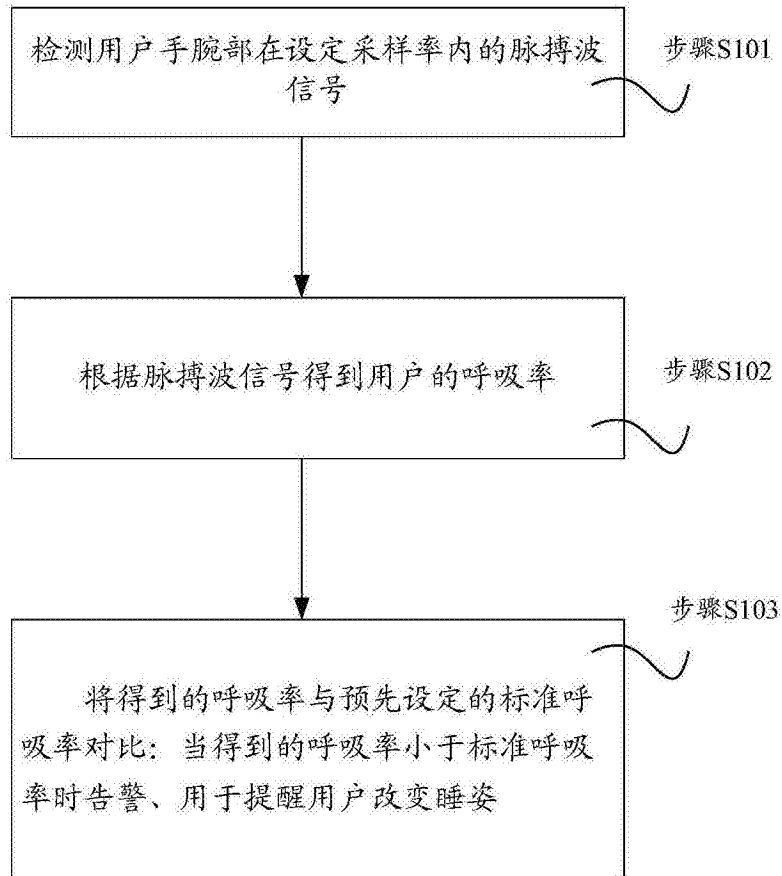 检测用户手腕部在设定采样率内的脉搏波
信号
步骤S101
根据脉搏波信号得到用户的呼吸率
步骤S102
步骤S103
将得到的呼吸率与预先设定的标准呼
吸率对比：当得到的呼吸率小于标准呼吸
率时告警、用于提醒用户改变睡姿